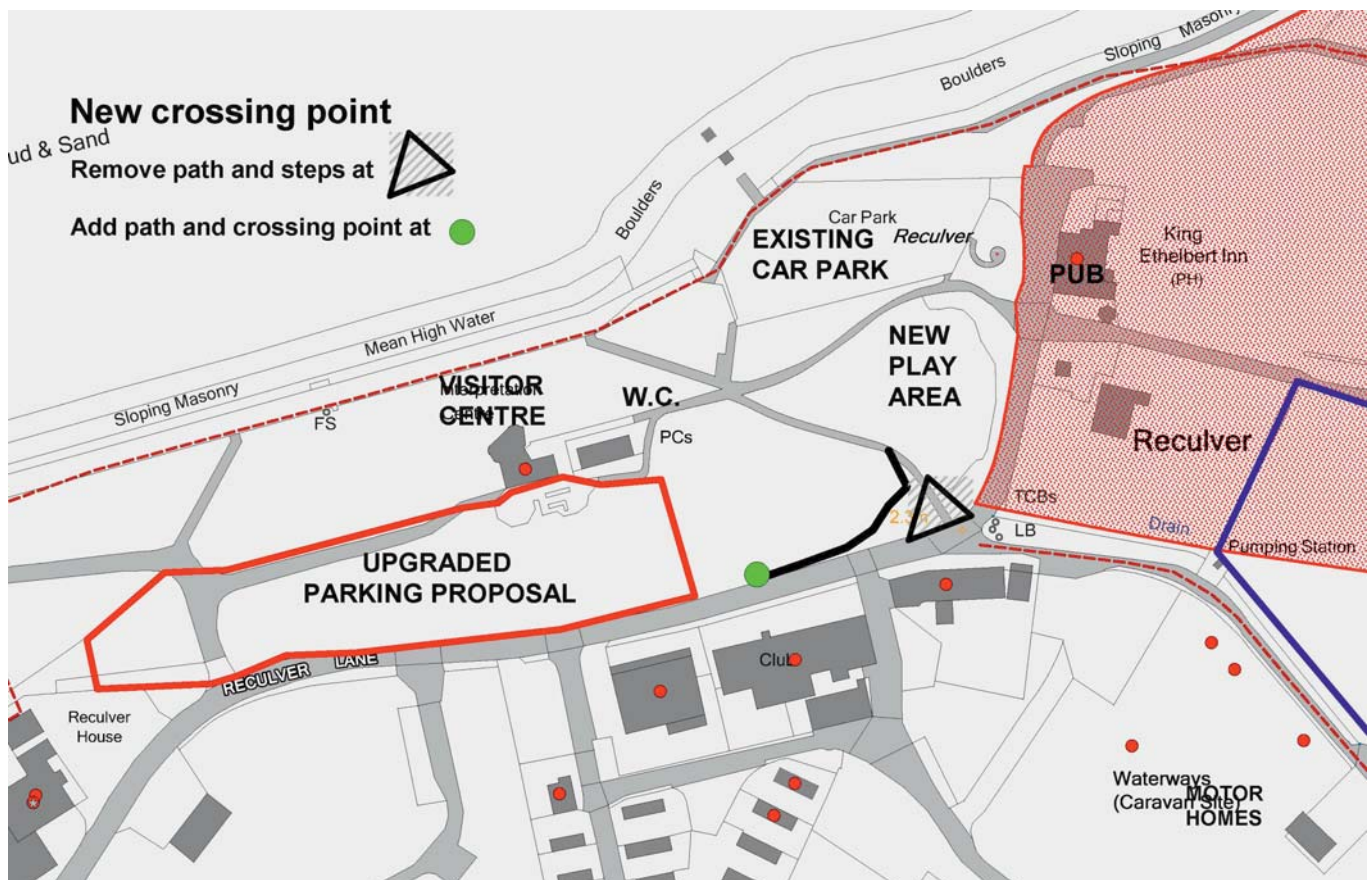 New crossing point
ud & Sand
Remove path and steps at
Add path and crossing point at
Boulders
Sloping Masonry
Boulders
Car Park
Reculver
EXISTING
CAR PARK
King
Ethelbert Inn
(PH)
PUB
Mean High Water
Sloping Masonry
NEW
PLAY
AREA
VISITOR
CENTRE
Interpretation
Centre
W.C.
FS
PCs
Reculver
TCBs
LB
Drain
Pumping Station
UPGRADED
PARKING PROPOSAL
RECULVER LANE
Club
Reculver
House
Waterways
(Caravan Site)
MOTOR
HOMES